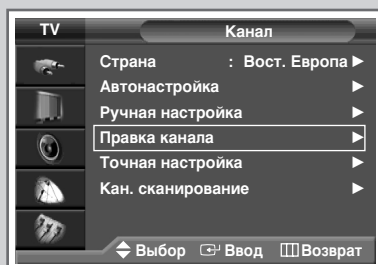 TV Канал
Страна : Вост. Европа ►
Автонастройка ►
Ручная настройка ►
Правка канала ►
Точная настройка ►
Кан. сканирование ►
Выбор Ввод Возврат